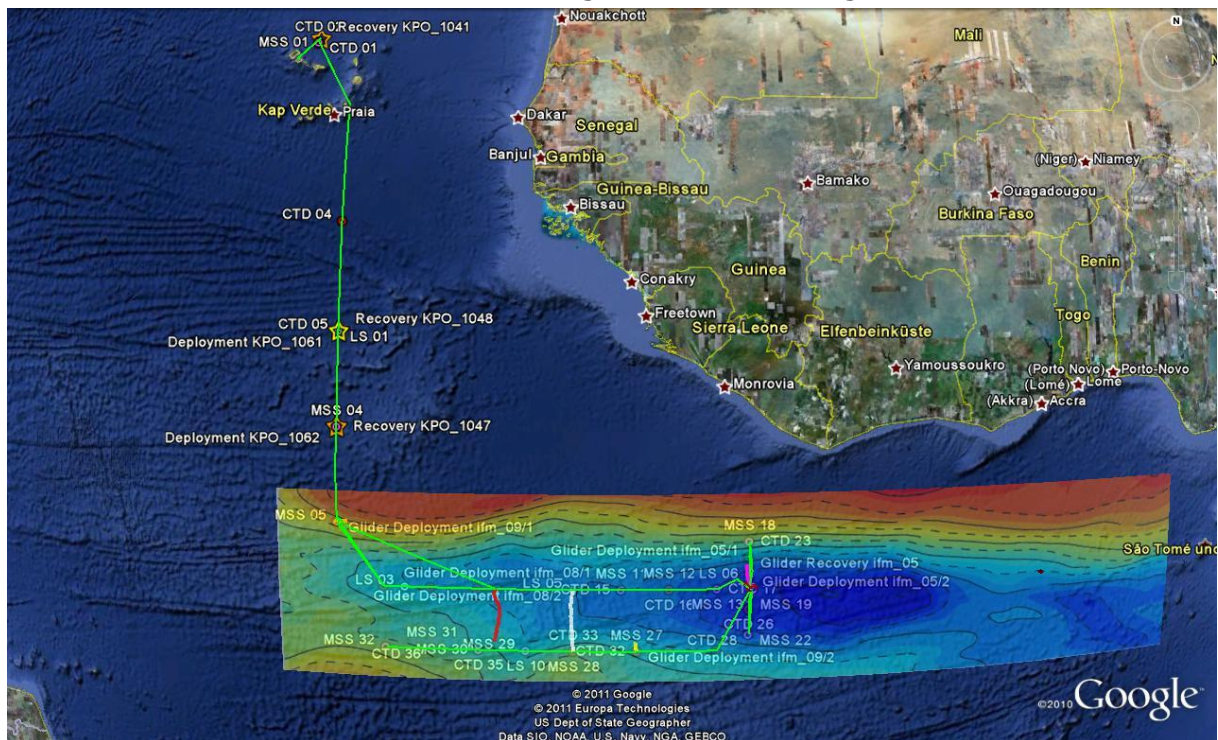 Nouakchott
N
CTD 0
Recovery KPO_1041
MSS 01
CTD 01
Mali
Kap Verde
Praia
Dakar
Senegal
Banjul
Gambia
(Niger)
Niamey
Guinea-Bissau
Bamako
Ouagadougou
Bissau
Burkina Faso
CTD 04
Benin
Guinea
Conakry
Recovery KPO_1048
Freetown
Togo
CTD 05
LS 01
Sierra Leone
Elfenbeinküste
Deployment KPO_1061
Yamoussoukro
(Porto Novo)
Porto-Novo
Monrovia
(Lomé)
Lome
(Akkra)
Accra
MSS 04
Deployment KPO_1062
Recovery KPO_1047
MSS 05
Glider Deployment ifm_09/1
MSS 18
CTD 23
Glider Deployment ifm_05/1
São Tomé und
Glider Recovery ifm_05
Glider Deployment ifm_08/1
MSS 1
MSS 12
LS 06
LS 03
LS 05
Glider Deployment ifm_05/2
CTD 15
Glider Deployment ifm_08/2
CTD 16
MSS 13
MSS 19
CTD 26
MSS 31
CTD 33
MSS 27
MSS 32
MSS 29
CTD 28
MSS 22
CTD 36
CTD 32
Glider Deployment ifm_09/2
CTD 35
LS 10
MSS 28
© 2011 Google
© 2011 Europa Technologies
US Dept of State Geographer
Data SIO, NOAA, U.S. Navy, NGA, GEBCO
©2010 Google